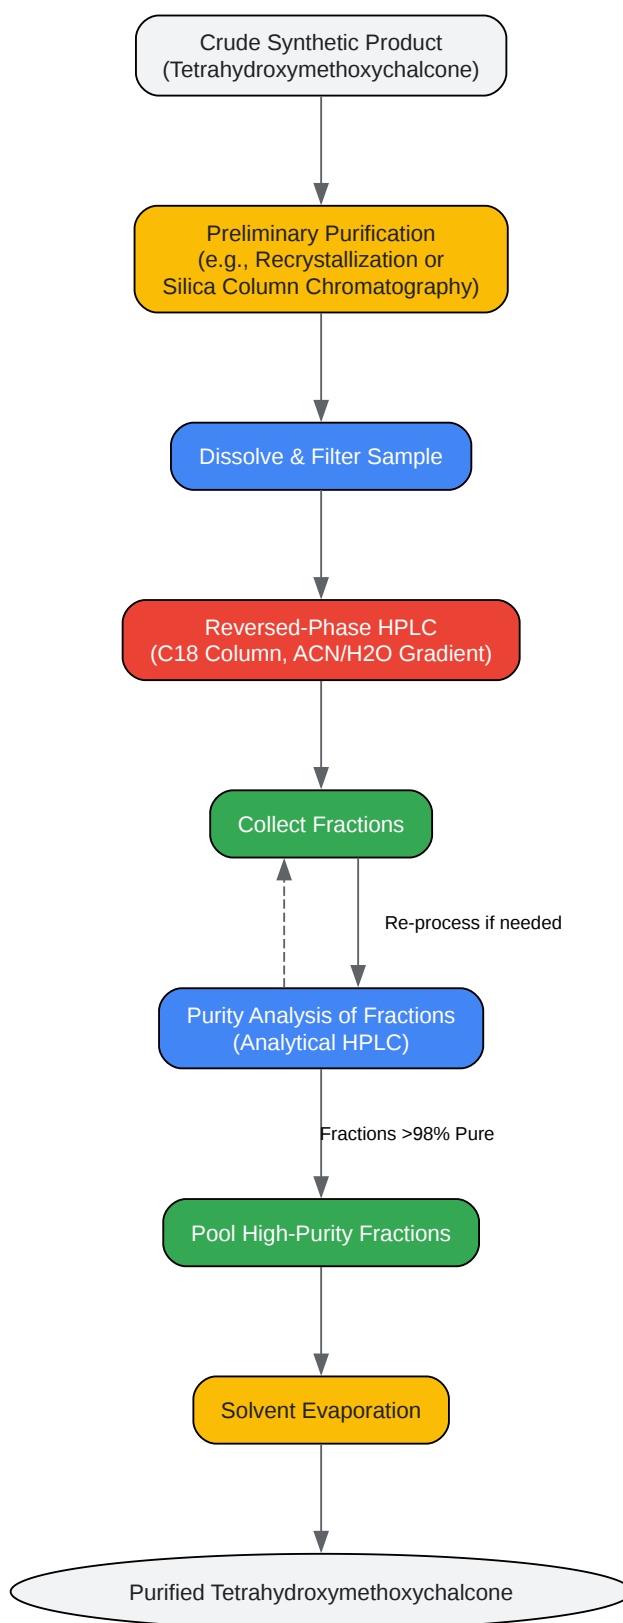 Crude Synthetic Product
(Tetrahydroxymethoxychalcone)
Preliminary Purification
(e.g., Recrystallization or
Silica Column Chromatography)
Dissolve & Filter Sample
Reversed-Phase HPLC
(C18 Column, ACN/H2O Gradient)
Collect Fractions
Re-process if needed
Purity Analysis of Fractions
(Analytical HPLC)
Fractions >98% Pure
Pool High-Purity Fractions
Solvent Evaporation
Purified Tetrahydroxymethoxychalcone